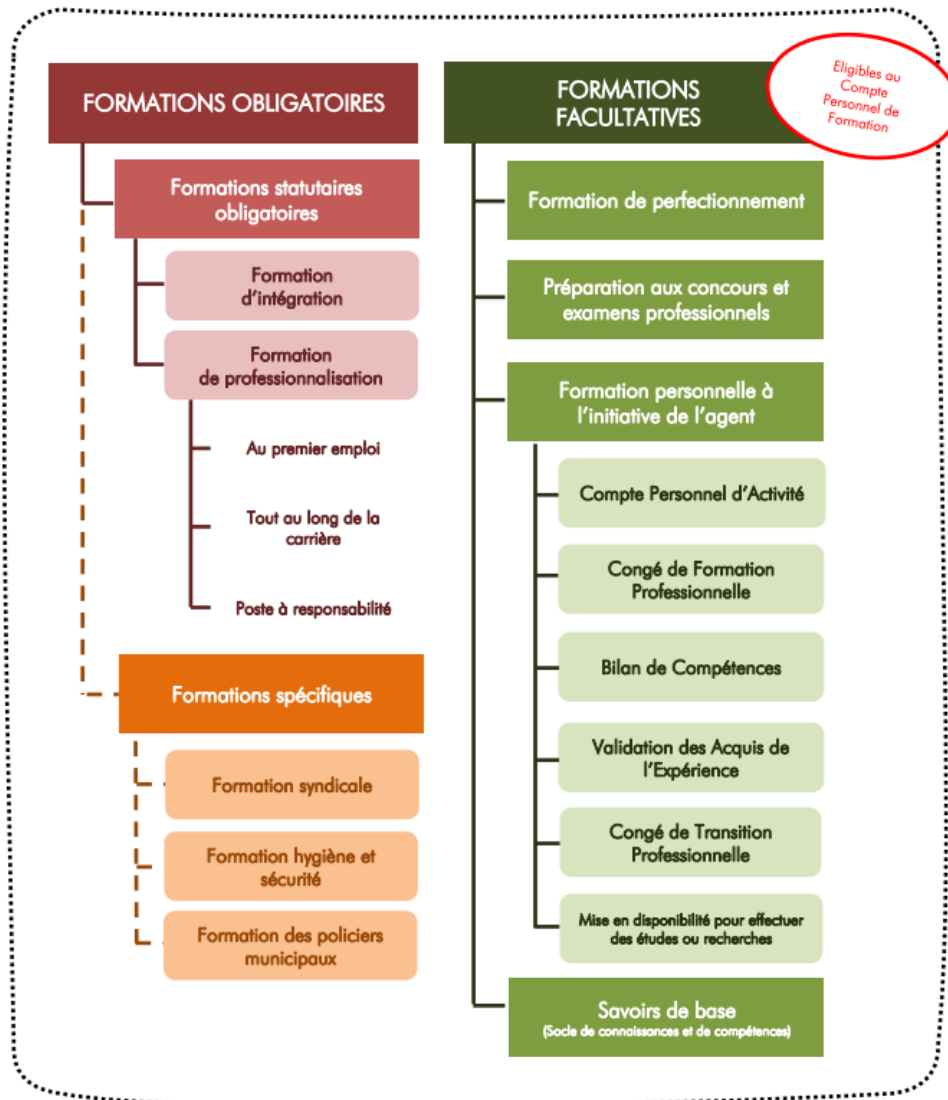 FORMATIONS OBLIGATOIRES
Formations statutaires
obligatoires
Formation
d'intégration
Formation
de professionnalisation
Au premier emploi
Tout au long de la
carrière
Poste à responsabilité
Formations spécifiques
Formation syndicale
Formation hygiène et
sécurité
Formation des policiers
municipaux
FORMATIONS
FACULTATIVES
Eligibles au
Compte
Personnel de
Formation
Formation de perfectionnement
Préparation aux concours et
examens professionnels
Formation personnelle à
l'initiative de l'agent
Compte Personnel d'Activité
Congé de Formation
Professionnelle
Bilan de Compétences
Validation des Acquis de
l'Expérience
Congé de Transition
Professionnelle
Mise en disponibilité pour effectuer
des études ou recherches
Savoirs de base
(Socle de connaissances et de compétences)